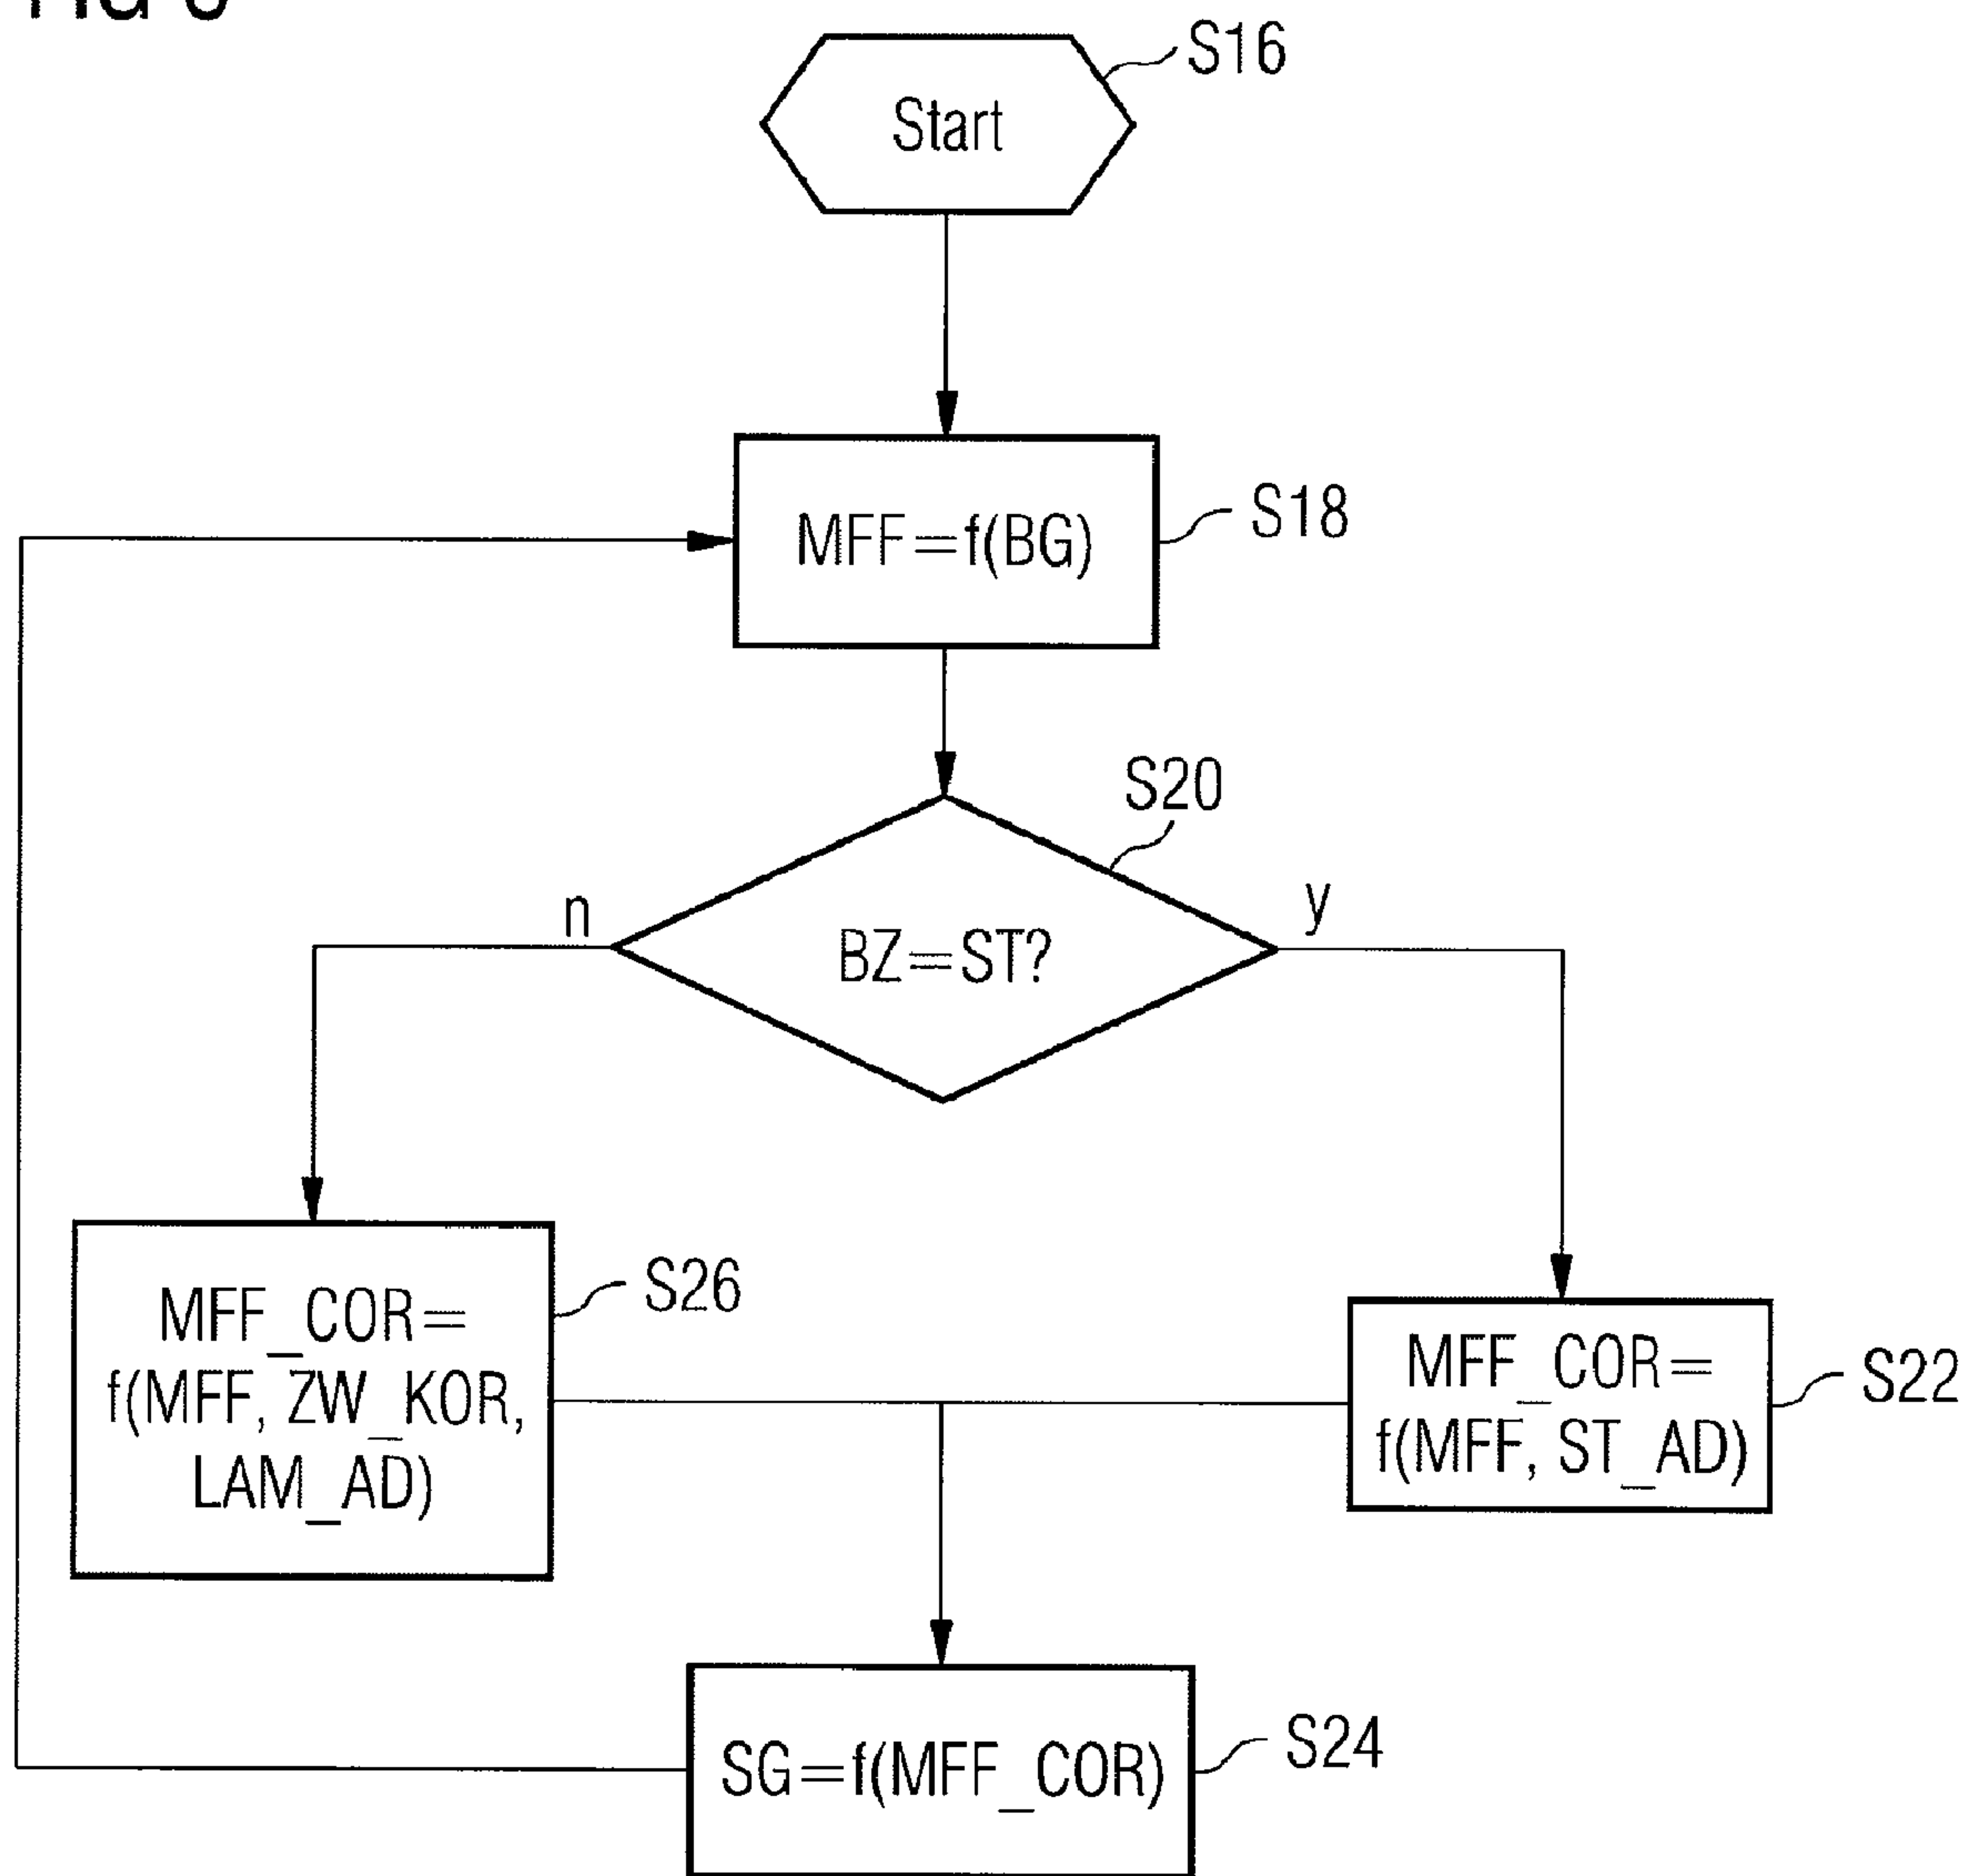 Start
S16
MFF=f(BG)
S18
S20
n
BZ=ST?
y
MFF_COR=
f(MFF, ZW_KOR,
LAM_AD)
S26
MFF_COR=
f(MFF, ST_AD)
S22
SG=f(MFF_COR)
S24